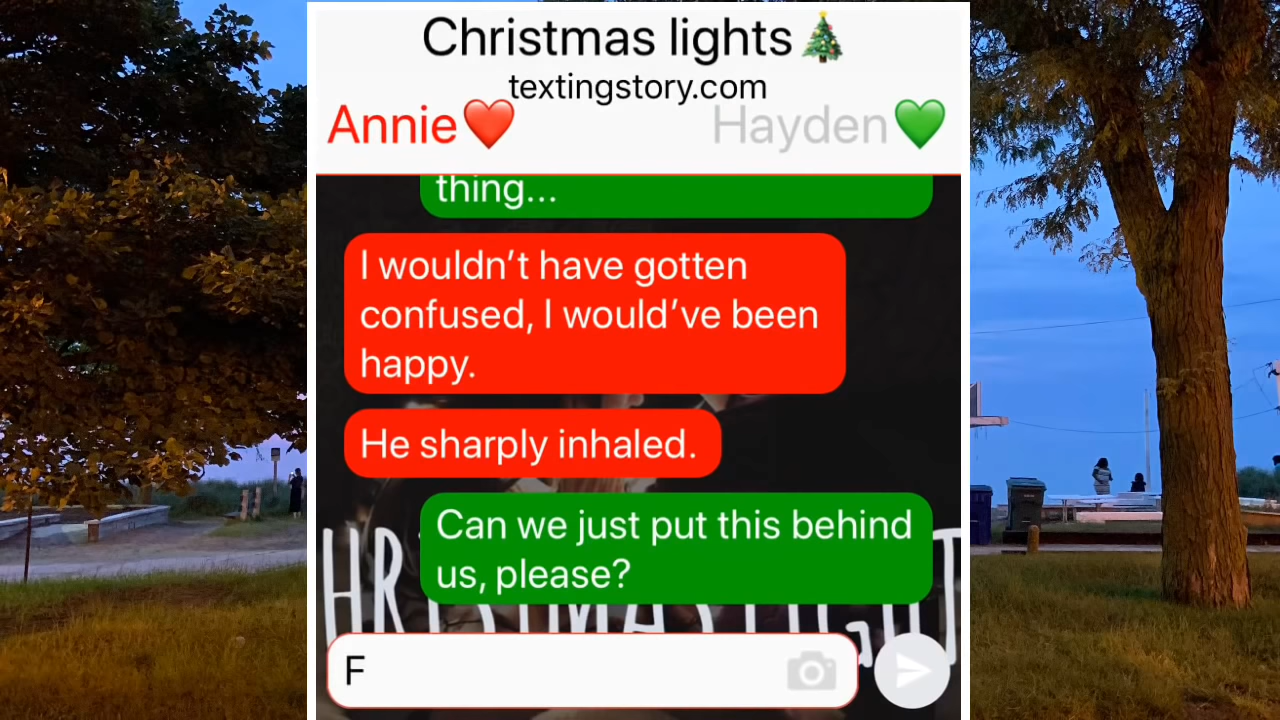 Christmas lights🎄
textingstory.com
Annie❤️ Hayden💚
thing...
I wouldn’t have gotten
confused, I would’ve been
happy.
He sharply inhaled.
Can we just put this behind
us, please?
F